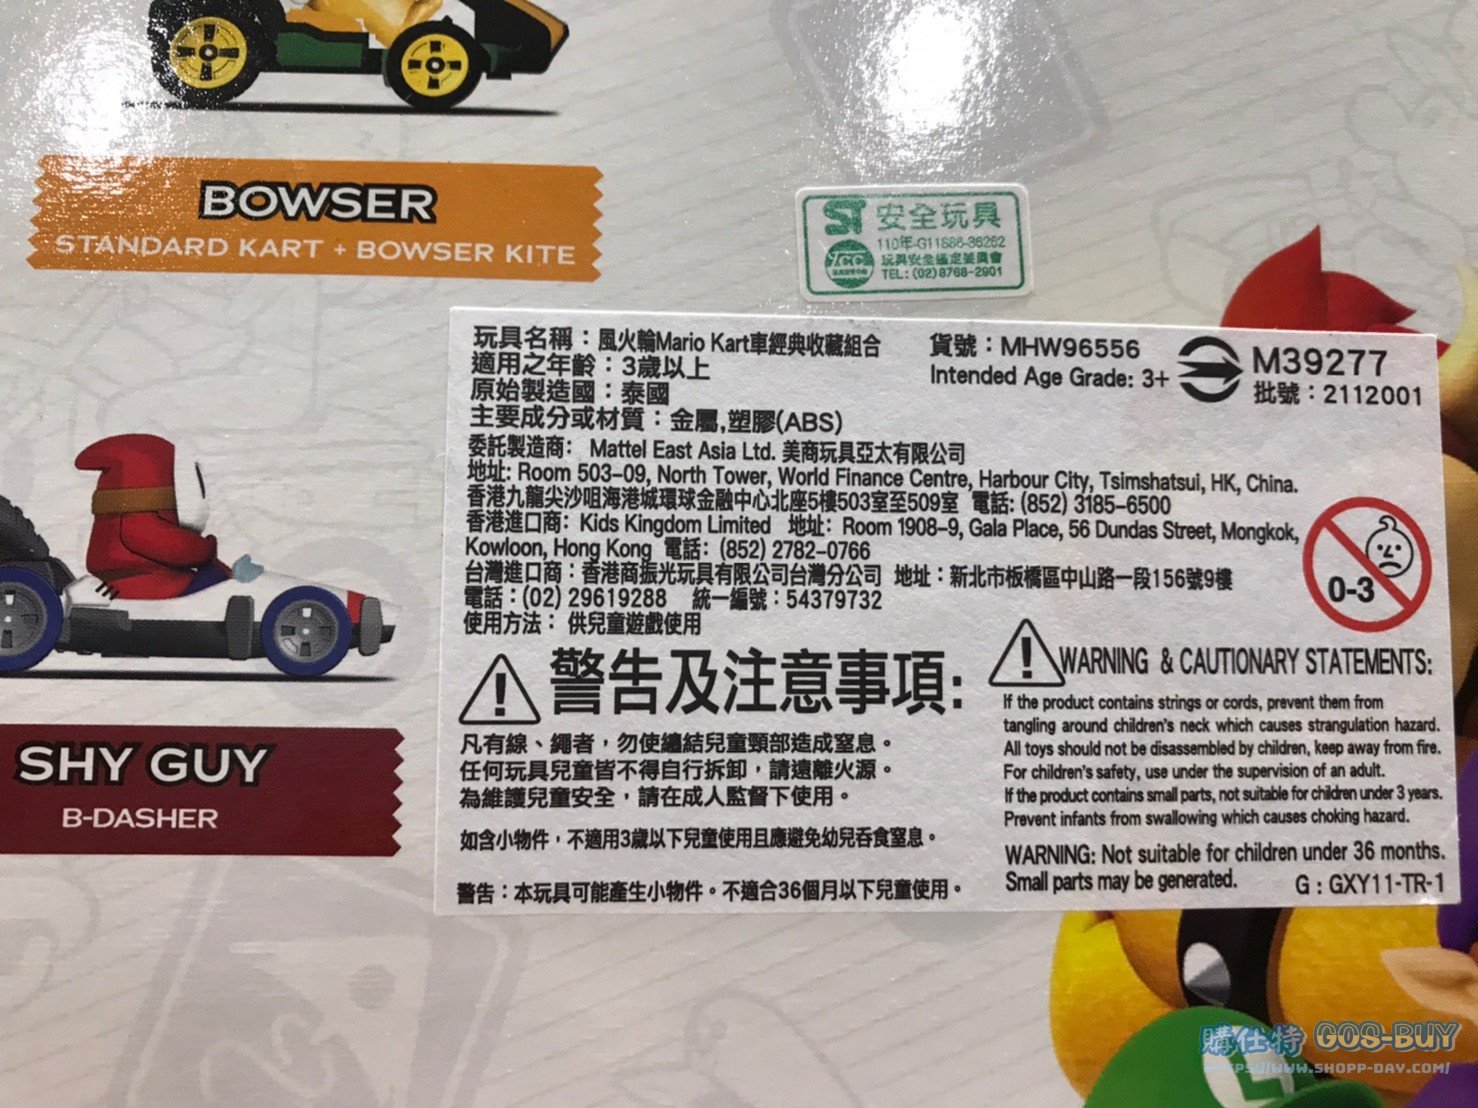 BOWSER
STANDARD KART + BOWSER KITE
ST 安全玩具
110年-G11S86-36262
玩具安全鑑定委員會
TEL: (02)8768-2901
玩具名稱：風火輪Mario Kart車經典收藏組合 貨號：MHW96556
適用之年齡：3歲以上 Intended Age Grade: 3+
M39277
批號：2112001
原始製造國：泰國
主要成分或材質：金屬,塑膠(ABS)
委託製造商: Mattel East Asia Ltd. 美商玩具亞太有限公司
地址: Room 503-09, North Tower, World Finance Centre, Harbour City, Tsimshatsui, HK, China.
香港九龍尖沙咀海港城環球金融中心北座5樓503室至509室 電話: (852) 3185-6500
香港進口商: Kids Kingdom Limited 地址: Room 1908-9, Gala Place, 56 Dundas Street, Mongkok,
Kowloon, Hong Kong 電話: (852) 2782-0766
台灣進口商：香港商振光玩具有限公司台灣分公司 地址：新北市板橋區中山路一段156號9樓
電話：(02) 29619288 統一編號：54379732
使用方法： 供兒童遊戲使用
0-3
警告及注意事項:
凡有線、繩者，勿使纏結兒童頸部造成窒息。
任何玩具兒童皆不得自行拆卸，請遠離火源。
為維護兒童安全，請在成人監督下使用。
如含小物件，不適用3歲以下兒童使用且應避免幼兒吞食窒息。
警告：本玩具可能產生小物件。不適合36個月以下兒童使用。
WARNING & CAUTIONARY STATEMENTS:
If the product contains strings or cords, prevent them from
tangling around children's neck which causes strangulation hazard.
All toys should not be disassembled by children, keep away from fire.
For children's safety, use under the supervision of an adult.
If the product contains small parts, not suitable for children under 3 years.
Prevent infants from swallowing which causes choking hazard.
WARNING: Not suitable for children under 36 months.
Small parts may be generated. G : GXY11-TR-1
SHY GUY
B-DASHER
購仕特 GOS-BUY
HTTPS://WWW.SHOPP-DAY.COM/